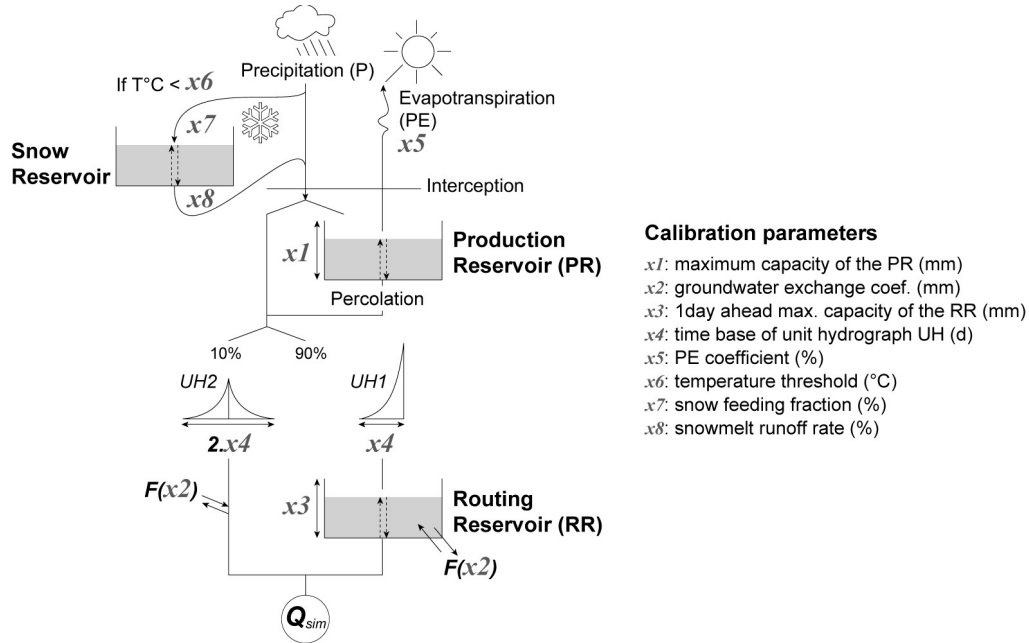 Precipitation (P)
If T°C < x6
Evapotranspiration
(PE)
x7
x5
Snow
Reservoir
x8
Interception
x1
Production
Reservoir (PR)
Percolation
10%
90%
UH2
UH1
2.x4
x4
F(x2)
x3
Routing
Reservoir (RR)
F(x2)
Qsim
Calibration parameters
x1: maximum capacity of the PR (mm)
x2: groundwater exchange coef. (mm)
x3: 1day ahead max. capacity of the RR (mm)
x4: time base of unit hydrograph UH (d)
x5: PE coefficient (%)
x6: temperature threshold (°C)
x7: snow feeding fraction (%)
x8: snowmelt runoff rate (%)